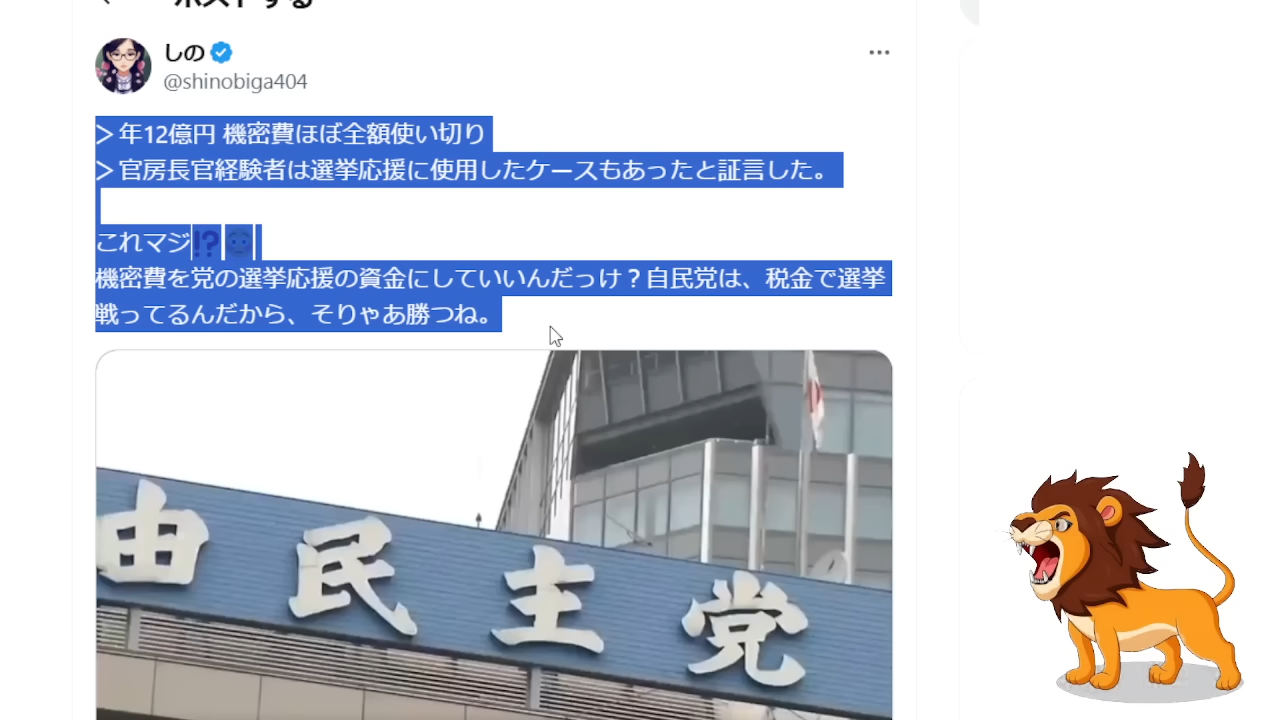 ポストする
しの
@shinobiga404
＞年12億円 機密費ほぼ全額使い切り
＞官房長官経験者は選挙応援に使用したケースもあったと証言した。
これマジ⁉️😳
機密費を党の選挙応援の資金にしていいんだっけ？自民党は、税金で選挙
戦ってるんだから、そりゃあ勝つね。
由民主党